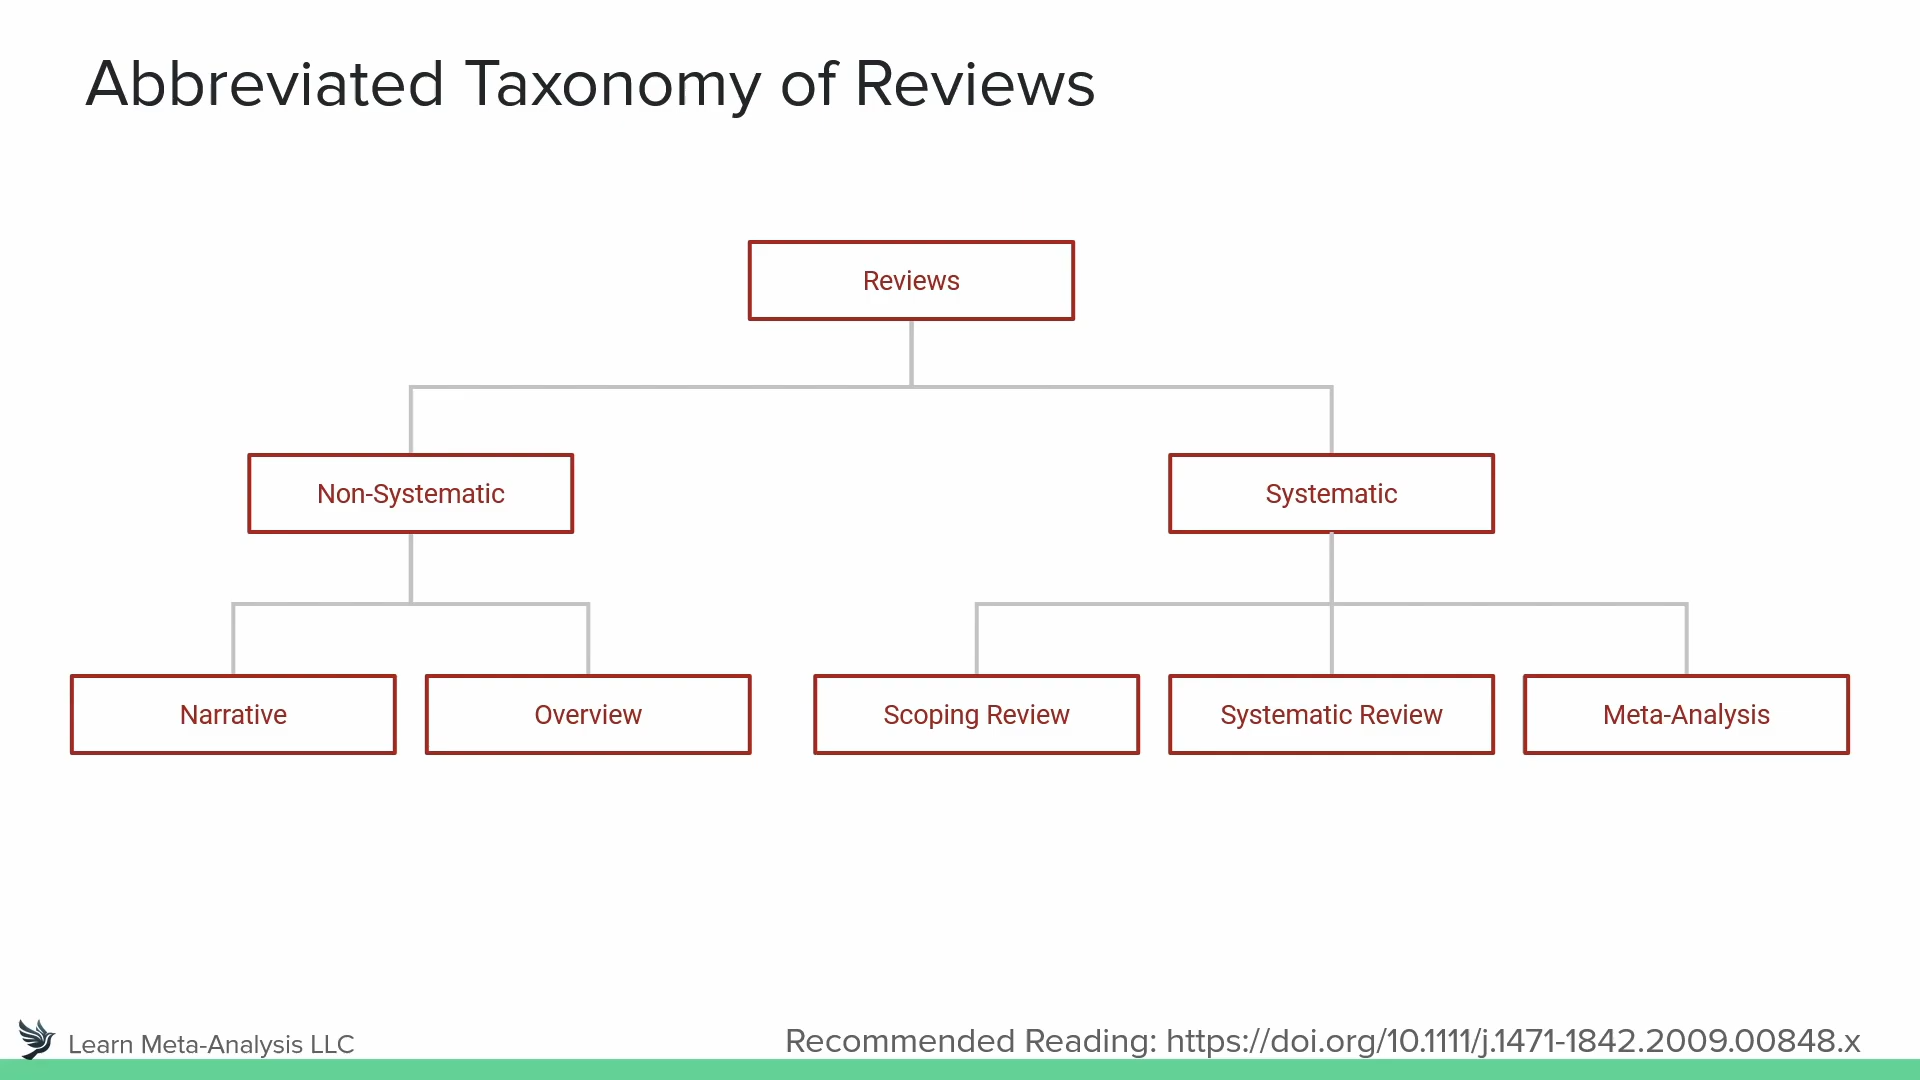 Abbreviated Taxonomy of Reviews
Reviews
Non-Systematic
Systematic
Narrative
Overview
Scoping Review
Systematic Review
Meta-Analysis
Learn Meta-Analysis LLC
Recommended Reading: https://doi.org/10.1111/j.1471-1842.2009.00848.x